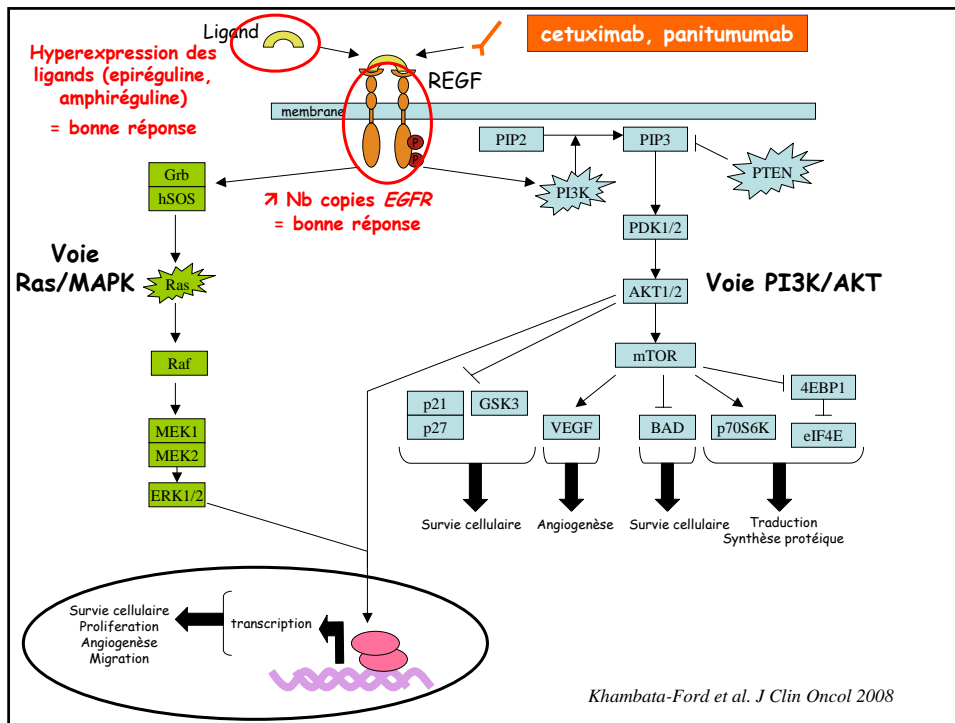 Ligand
cetuximab, panitumumab
Hyperexpression des
ligands (epiréguline,
amphiréguline)
= bonne réponse
REGF
membrane
P
P
PIP2
PIP3
PTEN
PI3K
Grb
hSOS
↗ Nb copies EGFR
= bonne réponse
PDK1/2
Voie
Ras/MAPK
Ras
AKT1/2
Voie PI3K/AKT
Raf
mTOR
4EBP1
p21
p27
GSK3
VEGF
BAD
p70S6K
eIF4E
MEK1
MEK2
ERK1/2
Survie cellulaire
Angiogenèse
Survie cellulaire
Traduction
Synthèse protéique
Survie cellulaire
Proliferation
Angiogenèse
Migration
transcription
Khambata-Ford et al. J Clin Oncol 2008